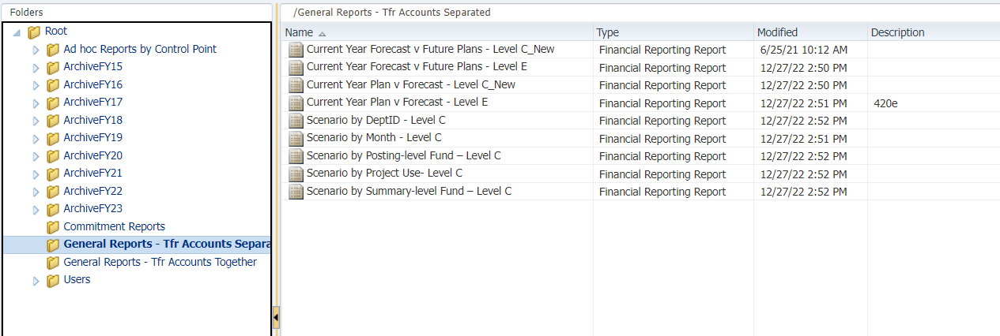 Folders
Root
Ad hoc Reports by Control Point
ArchiveFY15
ArchiveFY16
ArchiveFY17
ArchiveFY18
ArchiveFY19
ArchiveFY20
ArchiveFY21
ArchiveFY22
ArchiveFY23
Commitment Reports
General Reports - Tfr Accounts Separa
General Reports - Tfr Accounts Together
Users
/General Reports - Tfr Accounts Separated
Name Type Modified Description
Current Year Forecast v Future Plans - Level C_New Financial Reporting Report 6/25/21 10:12 AM
Current Year Forecast v Future Plans - Level E Financial Reporting Report 12/27/22 2:50 PM
Current Year Plan v Forecast - Level C_New Financial Reporting Report 12/27/22 2:50 PM
Current Year Plan v Forecast - Level E Financial Reporting Report 12/27/22 2:51 PM 420e
Scenario by DeptID - Level C Financial Reporting Report 12/27/22 2:52 PM
Scenario by Month - Level C Financial Reporting Report 12/27/22 2:51 PM
Scenario by Posting-level Fund – Level C Financial Reporting Report 12/27/22 2:52 PM
Scenario by Project Use- Level C Financial Reporting Report 12/27/22 2:52 PM
Scenario by Summary-level Fund – Level C Financial Reporting Report 12/27/22 2:52 PM